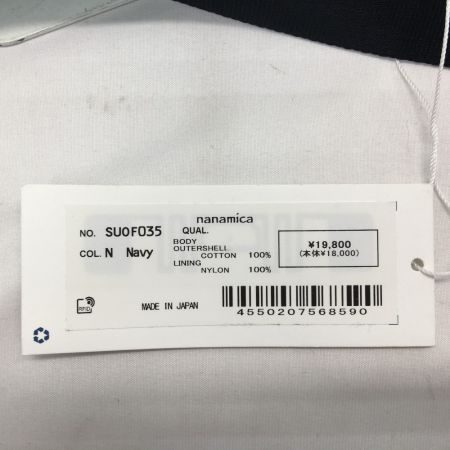 nanamica
NO. SUOF035 QUAL.
COL. N Navy
BODY
OUTERSHELL
COTTON 100%
LINING
NYLON 100%
¥19,800
(本体¥18,000)
RFID
MADE IN JAPAN
4550207568590